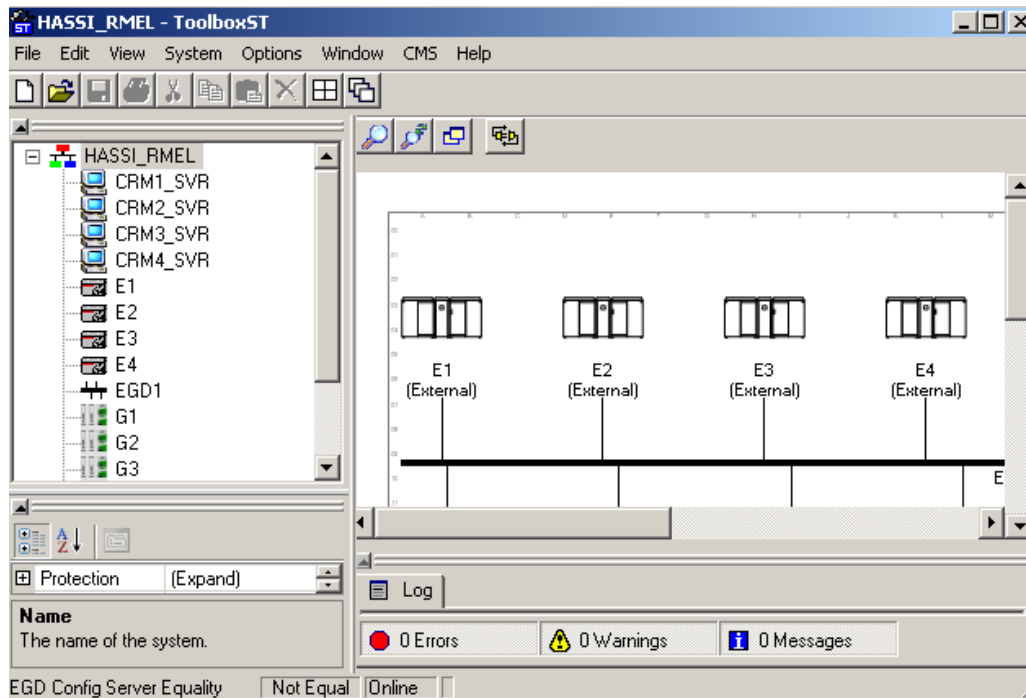 HASSI_RMEL - ToolboxST
File Edit View System Options Window CMS Help
HASSI_RMEL
CRM1_SVR
CRM2_SVR
CRM3_SVR
CRM4_SVR
E1
E2
E3
E4
EGD1
G1
G2
G3
Protection (Expand)
Name
The name of the system.
E1 E2 E3 E4
(External) (External) (External) (External)
E
Log
0 Errors 0 Warnings 0 Messages
EGD Config Server Equality Not Equal Online